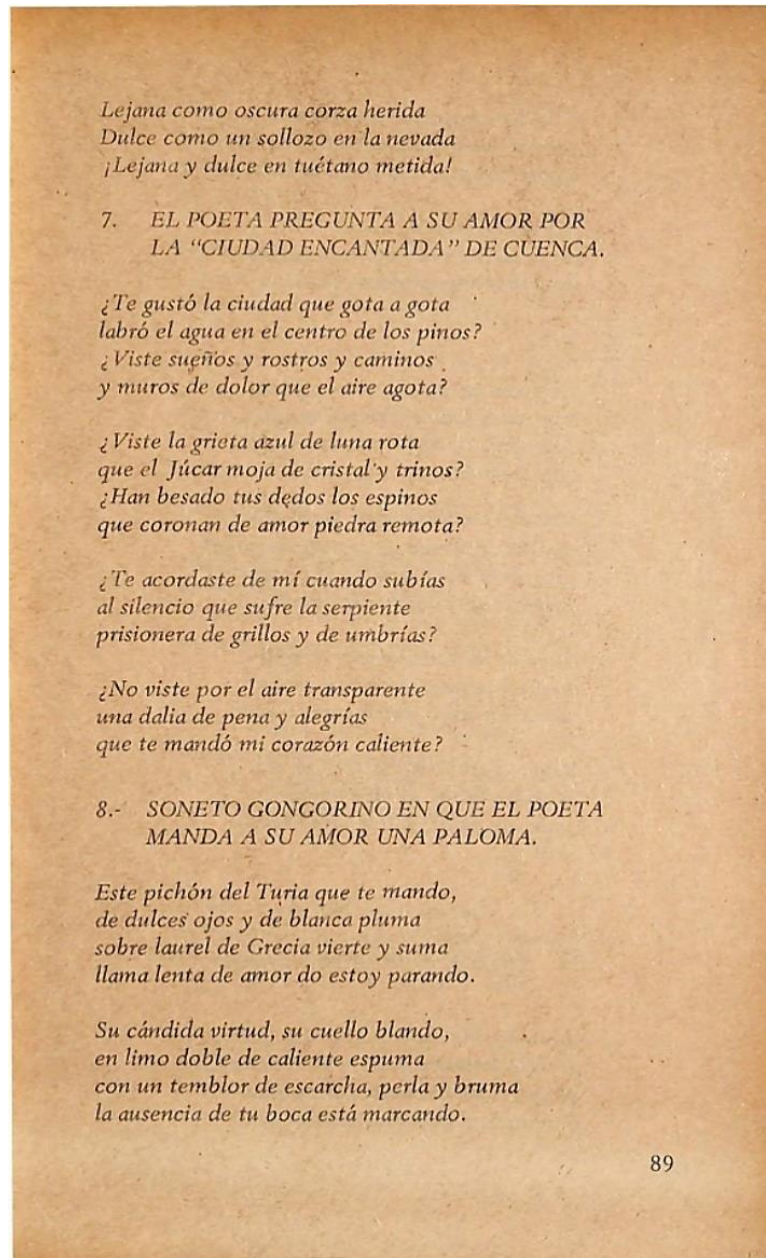 Lejana como oscura corza herida
Dulce como un sollozo en la nevada
¡Lejana y dulce en tuétano metida!
7. EL POETA PREGUNTA A SU AMOR POR
LA "CIUDAD ENCANTADA" DE CUENCA.
¿Te gustó la ciudad que gota a gota
labró el agua en el centro de los pinos?
¿Viste sueños y rostros y caminos
y muros de dolor que el aire agota?
¿Viste la grieta azul de luna rota
que el Júcar moja de cristal y trinos?
¿Han besado tus dedos los espinos
que coronan de amor piedra remota?
¿Te acordaste de mí cuando subías
al silencio que sufre la serpiente
prisionera de grillos y de umbrías?
¿No viste por el aire transparente
una dalia de pena y alegrías
que te mandó mi corazón caliente?
8.- SONETO GONGORINO EN QUE EL POETA
MANDA A SU AMOR UNA PALOMA.
Este pichón del Turia que te mando,
de dulces ojos y de blanca pluma
sobre laurel de Grecia vierte y suma
llama lenta de amor do estoy parando.
Su cándida virtud, su cuello blando,
en limo doble de caliente espuma
con un temblor de escarcha, perla y bruma
la ausencia de tu boca está marcando.
89